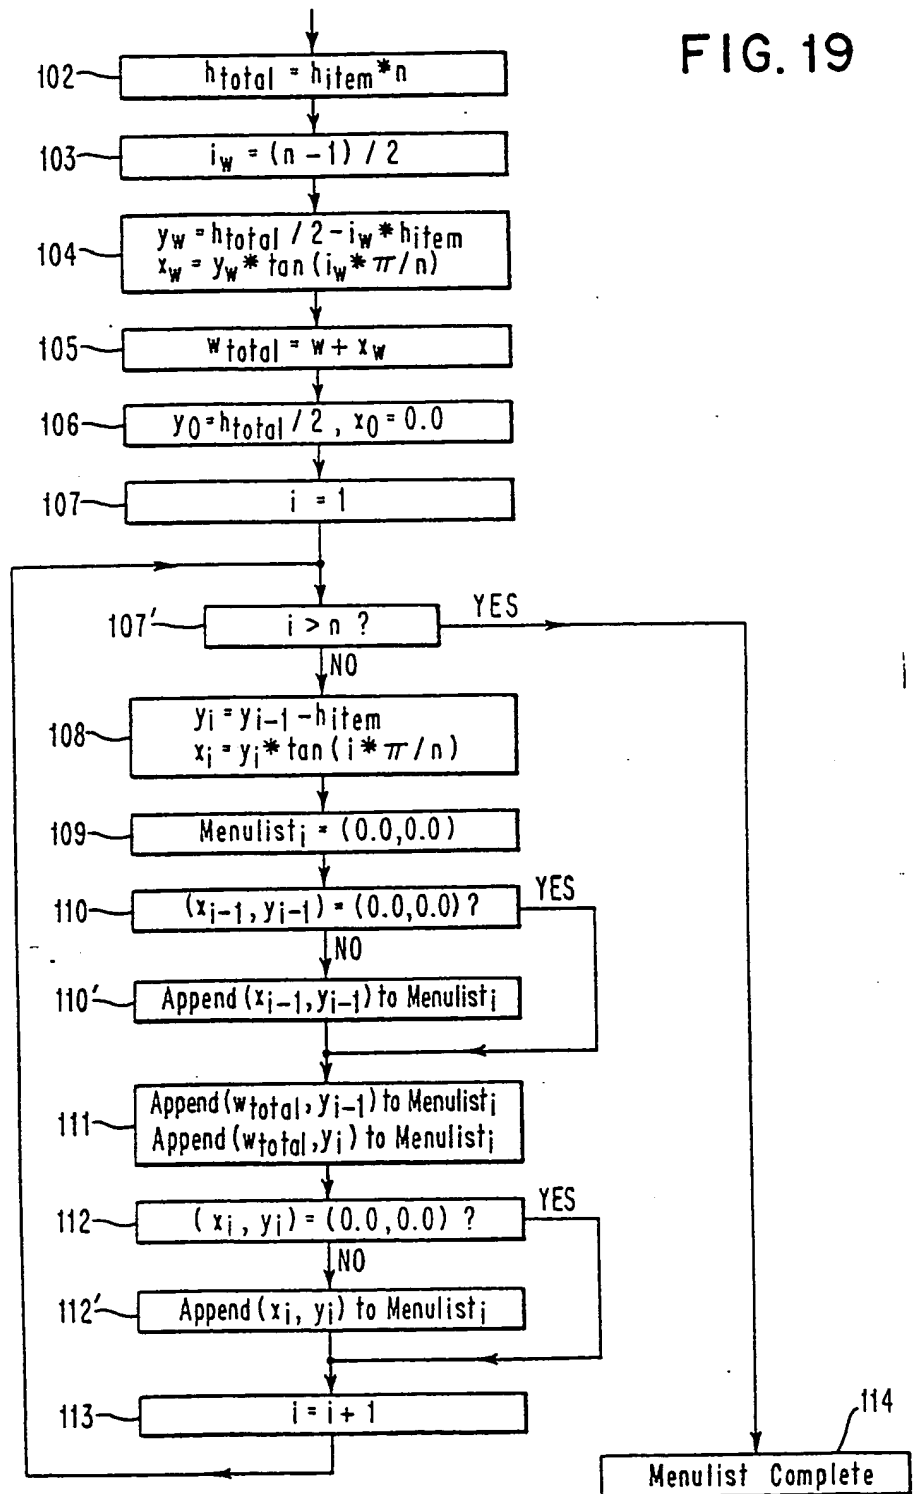 FIG. 19
102 h_total = h_item * n
103 i_w = (n - 1) / 2
104 y_w = h_total / 2 - i_w * h_item
x_w = y_w * tan ( i_w * π / n )
105 w_total = w + x_w
106 y_0 = h_total / 2 , x_0 = 0.0
107 i = 1
107' i > n ? YES
NO
108 y_i = y_i-1 - h_item
x_i = y_i * tan ( i * π / n )
109 Menulist_i = (0.0,0.0)
110 (x_i-1, y_i-1) = (0.0,0.0) ? YES
NO
110' Append (x_i-1, y_i-1) to Menulist_i
111 Append (w_total, y_i-1) to Menulist_i
Append (w_total, y_i) to Menulist_i
112 ( x_i , y_i ) = (0.0,0.0) ? YES
NO
112' Append (x_i, y_i) to Menulist_i
113 i = i + 1
114
Menulist Complete